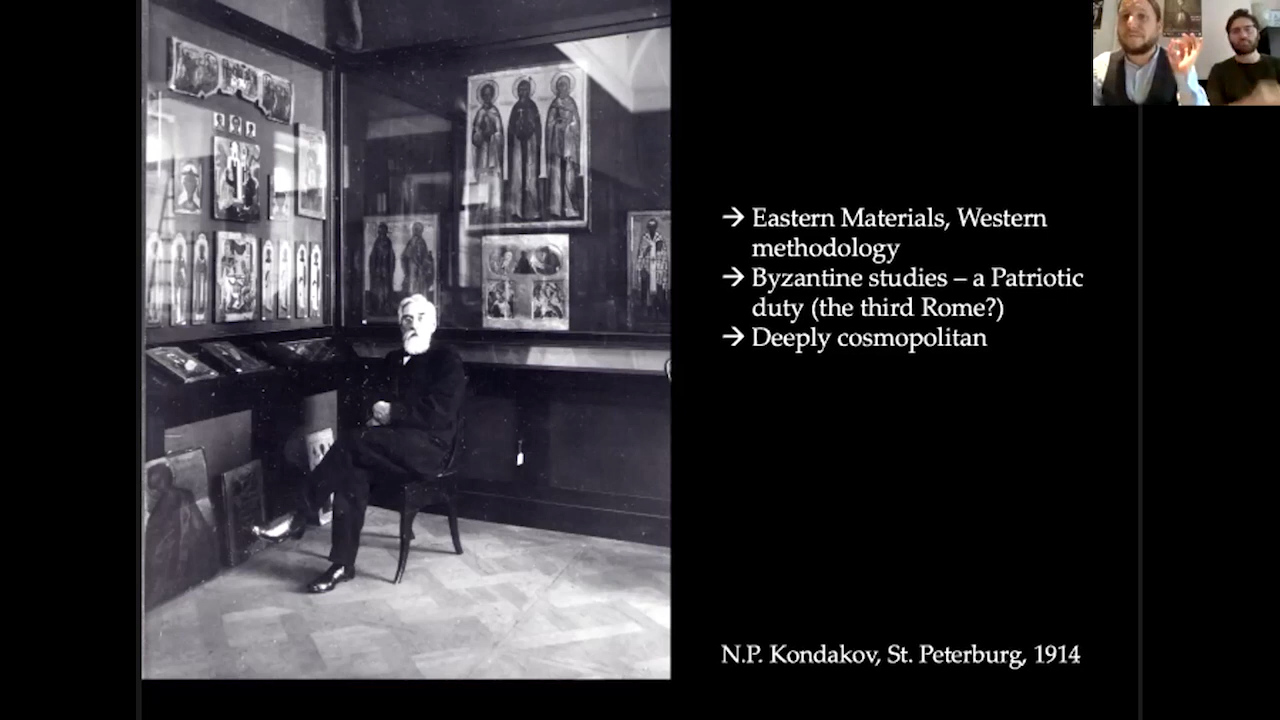 → Eastern Materials, Western
methodology
→ Byzantine studies – a Patriotic
duty (the third Rome?)
→ Deeply cosmopolitan
N.P. Kondakov, St. Peterburg, 1914